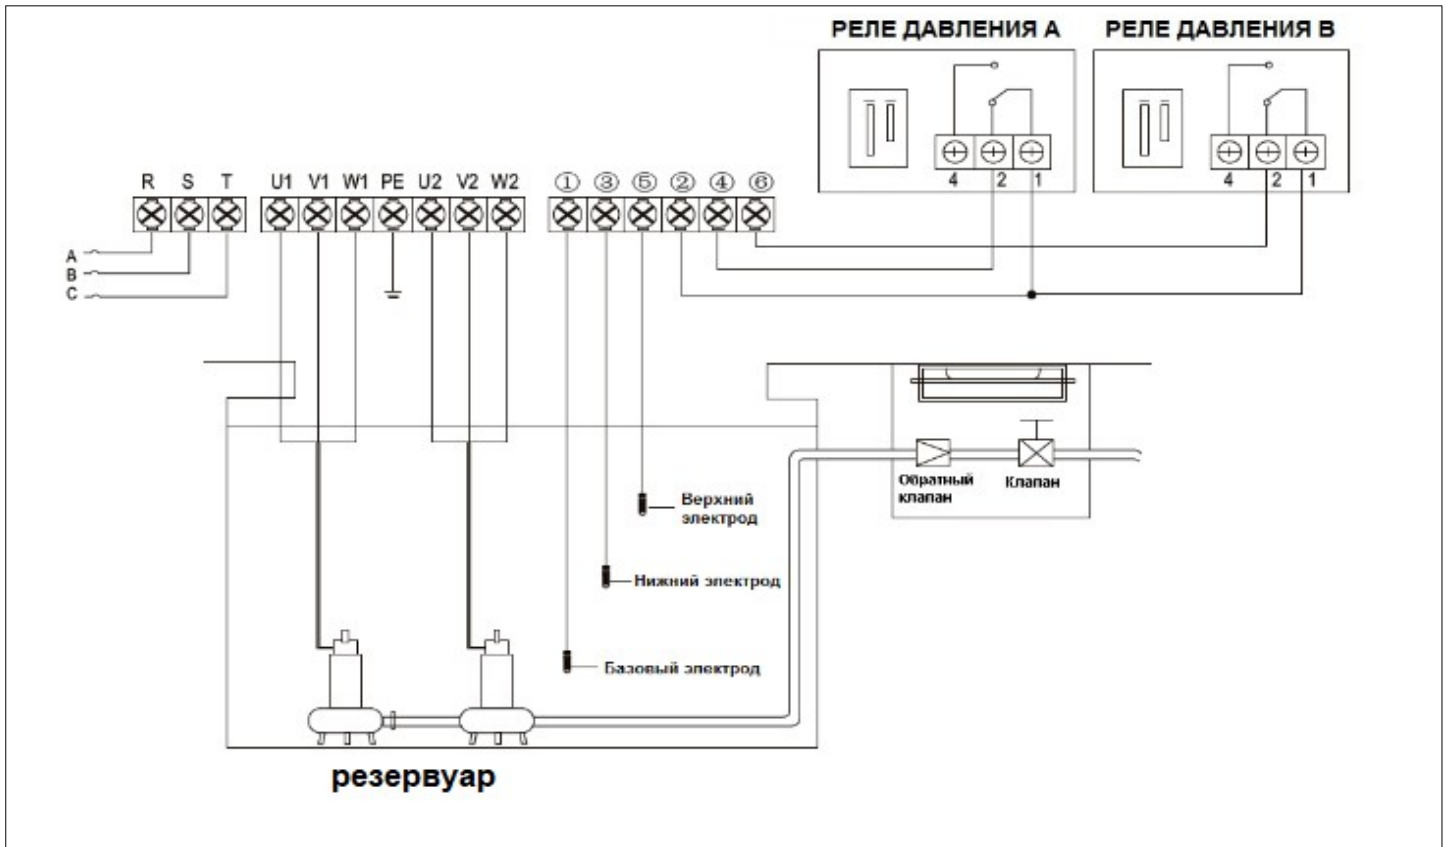 РЕЛЕ ДАВЛЕНИЯ А РЕЛЕ ДАВЛЕНИЯ В
4 2 1 4 2 1
R S T U1 V1 W1 PE U2 V2 W2 ① ③ ⑤ ② ④ ⑥
A
B
C
Обратный
клапан
Клапан
Верхний
электрод
Нижний электрод
Базовый электрод
резервуар